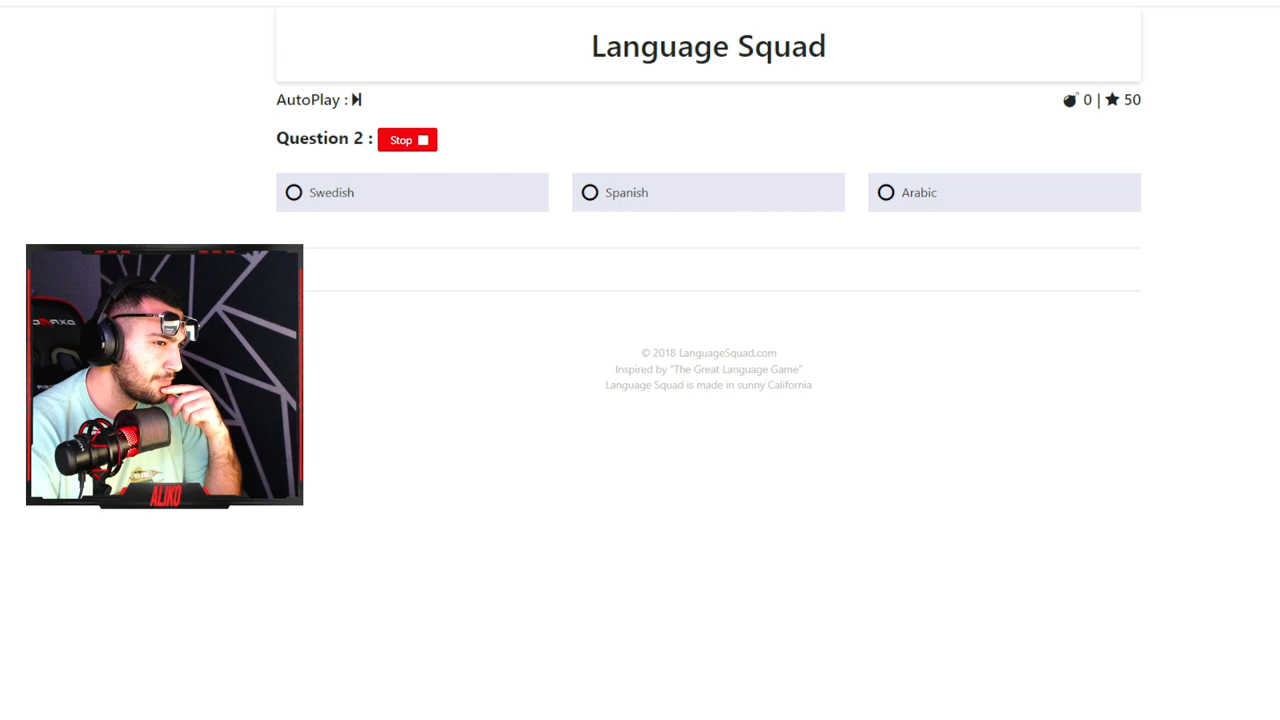 Language Squad
AutoPlay :
0 | 50
Question 2 : Stop
Swedish
Spanish
Arabic
© 2018 LanguageSquad.com
Inspired by "The Great Language Game"
Language Squad is made in sunny California
ALIKO